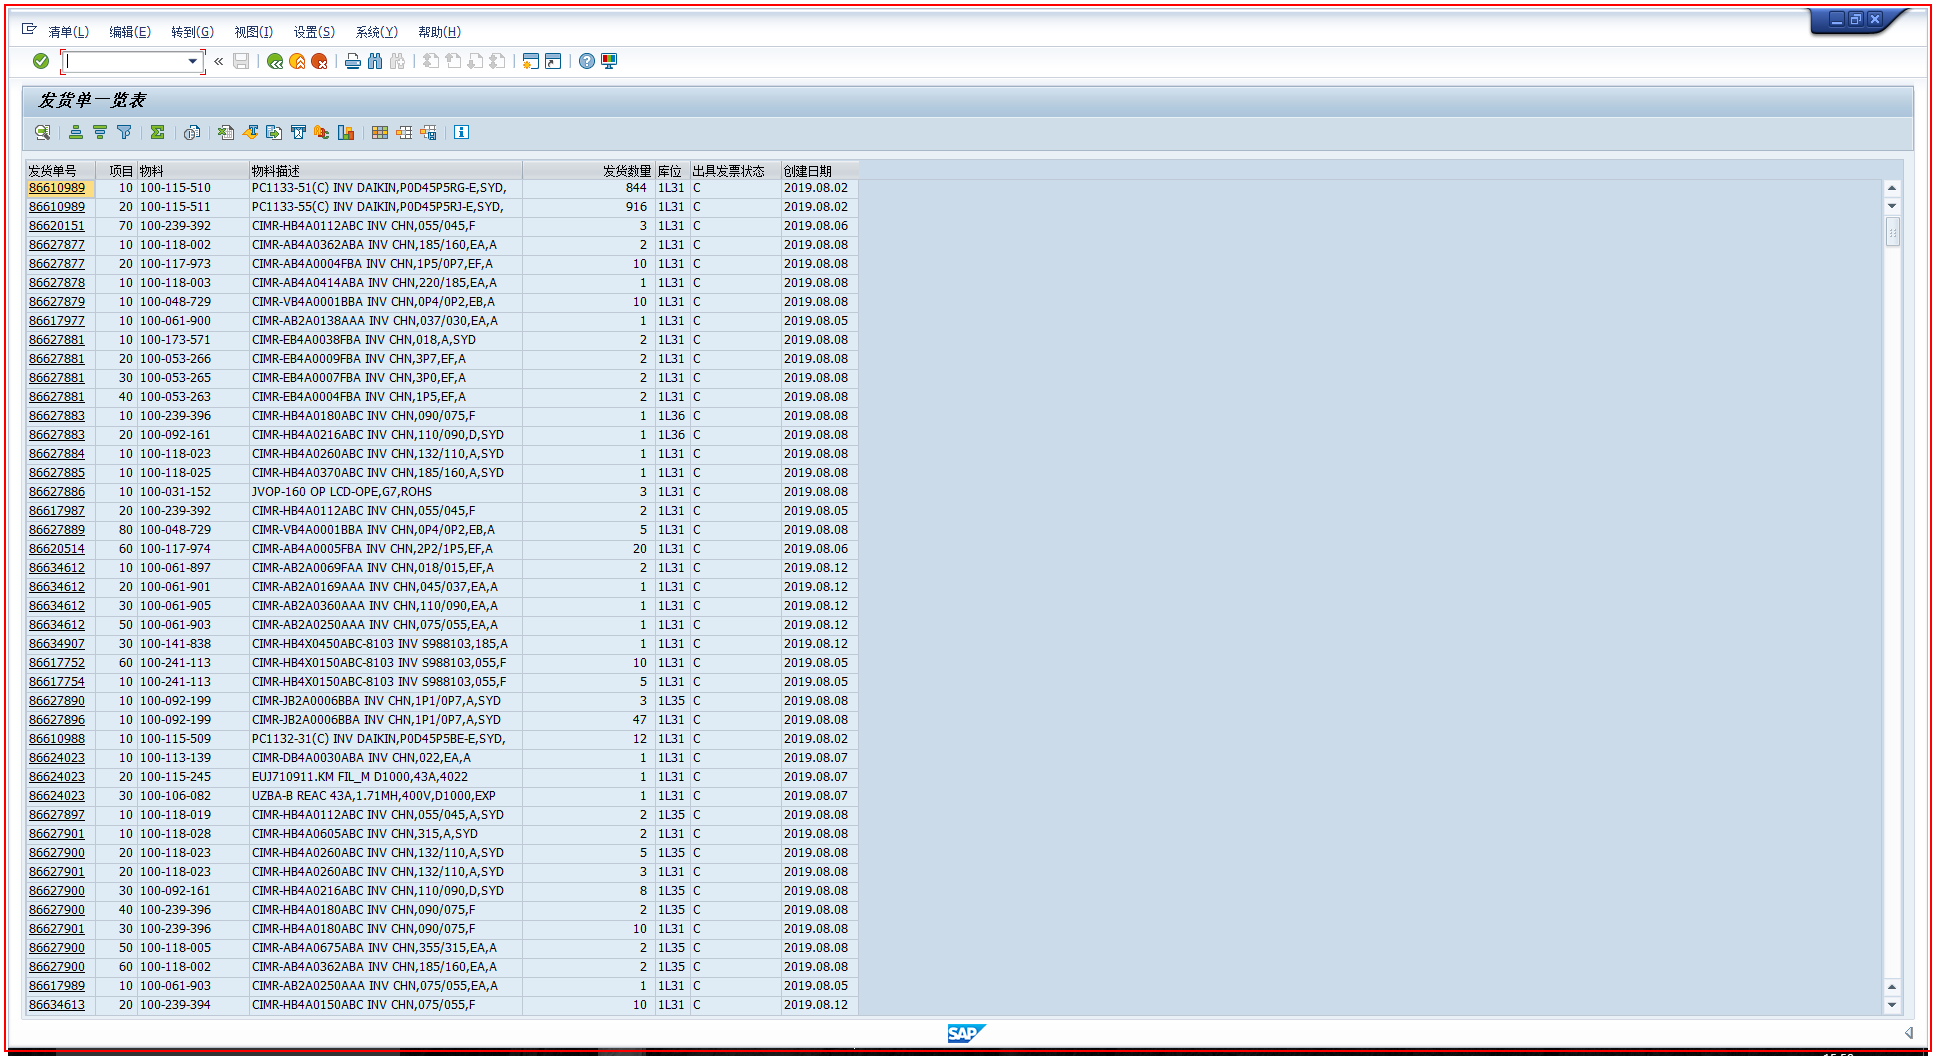 清单(L) 编辑(E) 转到(G) 视图(I) 设置(S) 系统(Y) 帮助(H)
发货单一览表
发货单号 项目 物料 物料描述 发货数量 库位 出具发票状态 创建日期
86610989 10 100-115-510 PC1133-51(C) INV DAIKIN,P0D45P5RG-E,SYD, 844 1L31 C 2019.08.02
86610989 20 100-115-511 PC1133-55(C) INV DAIKIN,P0D45P5RJ-E,SYD, 916 1L31 C 2019.08.02
86620151 70 100-239-392 CIMR-HB4A0112ABC INV CHN,055/045,F 3 1L31 C 2019.08.06
86627877 10 100-118-002 CIMR-AB4A0362ABA INV CHN,185/160,EA,A 2 1L31 C 2019.08.08
86627877 20 100-117-973 CIMR-AB4A0004FBA INV CHN,1P5/0P7,EF,A 10 1L31 C 2019.08.08
86627878 10 100-118-003 CIMR-AB4A0414ABA INV CHN,220/185,EA,A 1 1L31 C 2019.08.08
86627879 10 100-048-729 CIMR-VB4A0001BBA INV CHN,0P4/0P2,EB,A 10 1L31 C 2019.08.08
86617977 10 100-061-900 CIMR-AB2A0138AAA INV CHN,037/030,EA,A 1 1L31 C 2019.08.05
86627881 10 100-173-571 CIMR-EB4A0038FBA INV CHN,018,A,SYD 2 1L31 C 2019.08.08
86627881 20 100-053-266 CIMR-EB4A0009FBA INV CHN,3P7,EF,A 2 1L31 C 2019.08.08
86627881 30 100-053-265 CIMR-EB4A0007FBA INV CHN,3P0,EF,A 2 1L31 C 2019.08.08
86627881 40 100-053-263 CIMR-EB4A0004FBA INV CHN,1P5,EF,A 2 1L31 C 2019.08.08
86627883 10 100-239-396 CIMR-HB4A0180ABC INV CHN,090/075,F 1 1L36 C 2019.08.08
86627883 20 100-092-161 CIMR-HB4A0216ABC INV CHN,110/090,D,SYD 1 1L36 C 2019.08.08
86627884 10 100-118-023 CIMR-HB4A0260ABC INV CHN,132/110,A,SYD 1 1L31 C 2019.08.08
86627885 10 100-118-025 CIMR-HB4A0370ABC INV CHN,185/160,A,SYD 1 1L31 C 2019.08.08
86627886 10 100-031-152 JVOP-160 OP LCD-OPE,G7,ROHS 3 1L31 C 2019.08.08
86617987 20 100-239-392 CIMR-HB4A0112ABC INV CHN,055/045,F 2 1L31 C 2019.08.05
86627889 80 100-048-729 CIMR-VB4A0001BBA INV CHN,0P4/0P2,EB,A 5 1L31 C 2019.08.08
86620514 60 100-117-974 CIMR-AB4A0005FBA INV CHN,2P2/1P5,EF,A 20 1L31 C 2019.08.06
86634612 10 100-061-897 CIMR-AB2A0069FAA INV CHN,018/015,EF,A 2 1L31 C 2019.08.12
86634612 20 100-061-901 CIMR-AB2A0169AAA INV CHN,045/037,EA,A 1 1L31 C 2019.08.12
86634612 30 100-061-905 CIMR-AB2A0360AAA INV CHN,110/090,EA,A 1 1L31 C 2019.08.12
86634612 50 100-061-903 CIMR-AB2A0250AAA INV CHN,075/055,EA,A 1 1L31 C 2019.08.12
86634907 30 100-141-838 CIMR-HB4X0450ABC-8103 INV S988103,185,A 1 1L31 C 2019.08.12
86617752 60 100-241-113 CIMR-HB4X0150ABC-8103 INV S988103,055,F 10 1L31 C 2019.08.05
86617754 10 100-241-113 CIMR-HB4X0150ABC-8103 INV S988103,055,F 5 1L31 C 2019.08.05
86627890 10 100-092-199 CIMR-JB2A0006BBA INV CHN,1P1/0P7,A,SYD 3 1L35 C 2019.08.08
86627896 10 100-092-199 CIMR-JB2A0006BBA INV CHN,1P1/0P7,A,SYD 47 1L31 C 2019.08.08
86610988 10 100-115-509 PC1132-31(C) INV DAIKIN,P0D45P5BE-E,SYD, 12 1L31 C 2019.08.02
86624023 10 100-113-139 CIMR-DB4A0030ABA INV CHN,022,EA,A 1 1L31 C 2019.08.07
86624023 20 100-115-245 EUJ710911.KM FIL_M D1000,43A,4022 1 1L31 C 2019.08.07
86624023 30 100-106-082 UZBA-B REAC 43A,1.71MH,400V,D1000,EXP 1 1L31 C 2019.08.07
86627897 10 100-118-019 CIMR-HB4A0112ABC INV CHN,055/045,A,SYD 2 1L35 C 2019.08.08
86627901 10 100-118-028 CIMR-HB4A0605ABC INV CHN,315,A,SYD 2 1L31 C 2019.08.08
86627900 20 100-118-023 CIMR-HB4A0260ABC INV CHN,132/110,A,SYD 5 1L35 C 2019.08.08
86627901 20 100-118-023 CIMR-HB4A0260ABC INV CHN,132/110,A,SYD 3 1L31 C 2019.08.08
86627900 30 100-092-161 CIMR-HB4A0216ABC INV CHN,110/090,D,SYD 8 1L35 C 2019.08.08
86627900 40 100-239-396 CIMR-HB4A0180ABC INV CHN,090/075,F 2 1L35 C 2019.08.08
86627901 30 100-239-396 CIMR-HB4A0180ABC INV CHN,090/075,F 10 1L31 C 2019.08.08
86627900 50 100-118-005 CIMR-AB4A0675ABA INV CHN,355/315,EA,A 2 1L35 C 2019.08.08
86627900 60 100-118-002 CIMR-AB4A0362ABA INV CHN,185/160,EA,A 2 1L35 C 2019.08.08
86617989 10 100-061-903 CIMR-AB2A0250AAA INV CHN,075/055,EA,A 1 1L31 C 2019.08.05
86634613 20 100-239-394 CIMR-HB4A0150ABC INV CHN,075/055,F 10 1L31 C 2019.08.12
SAP